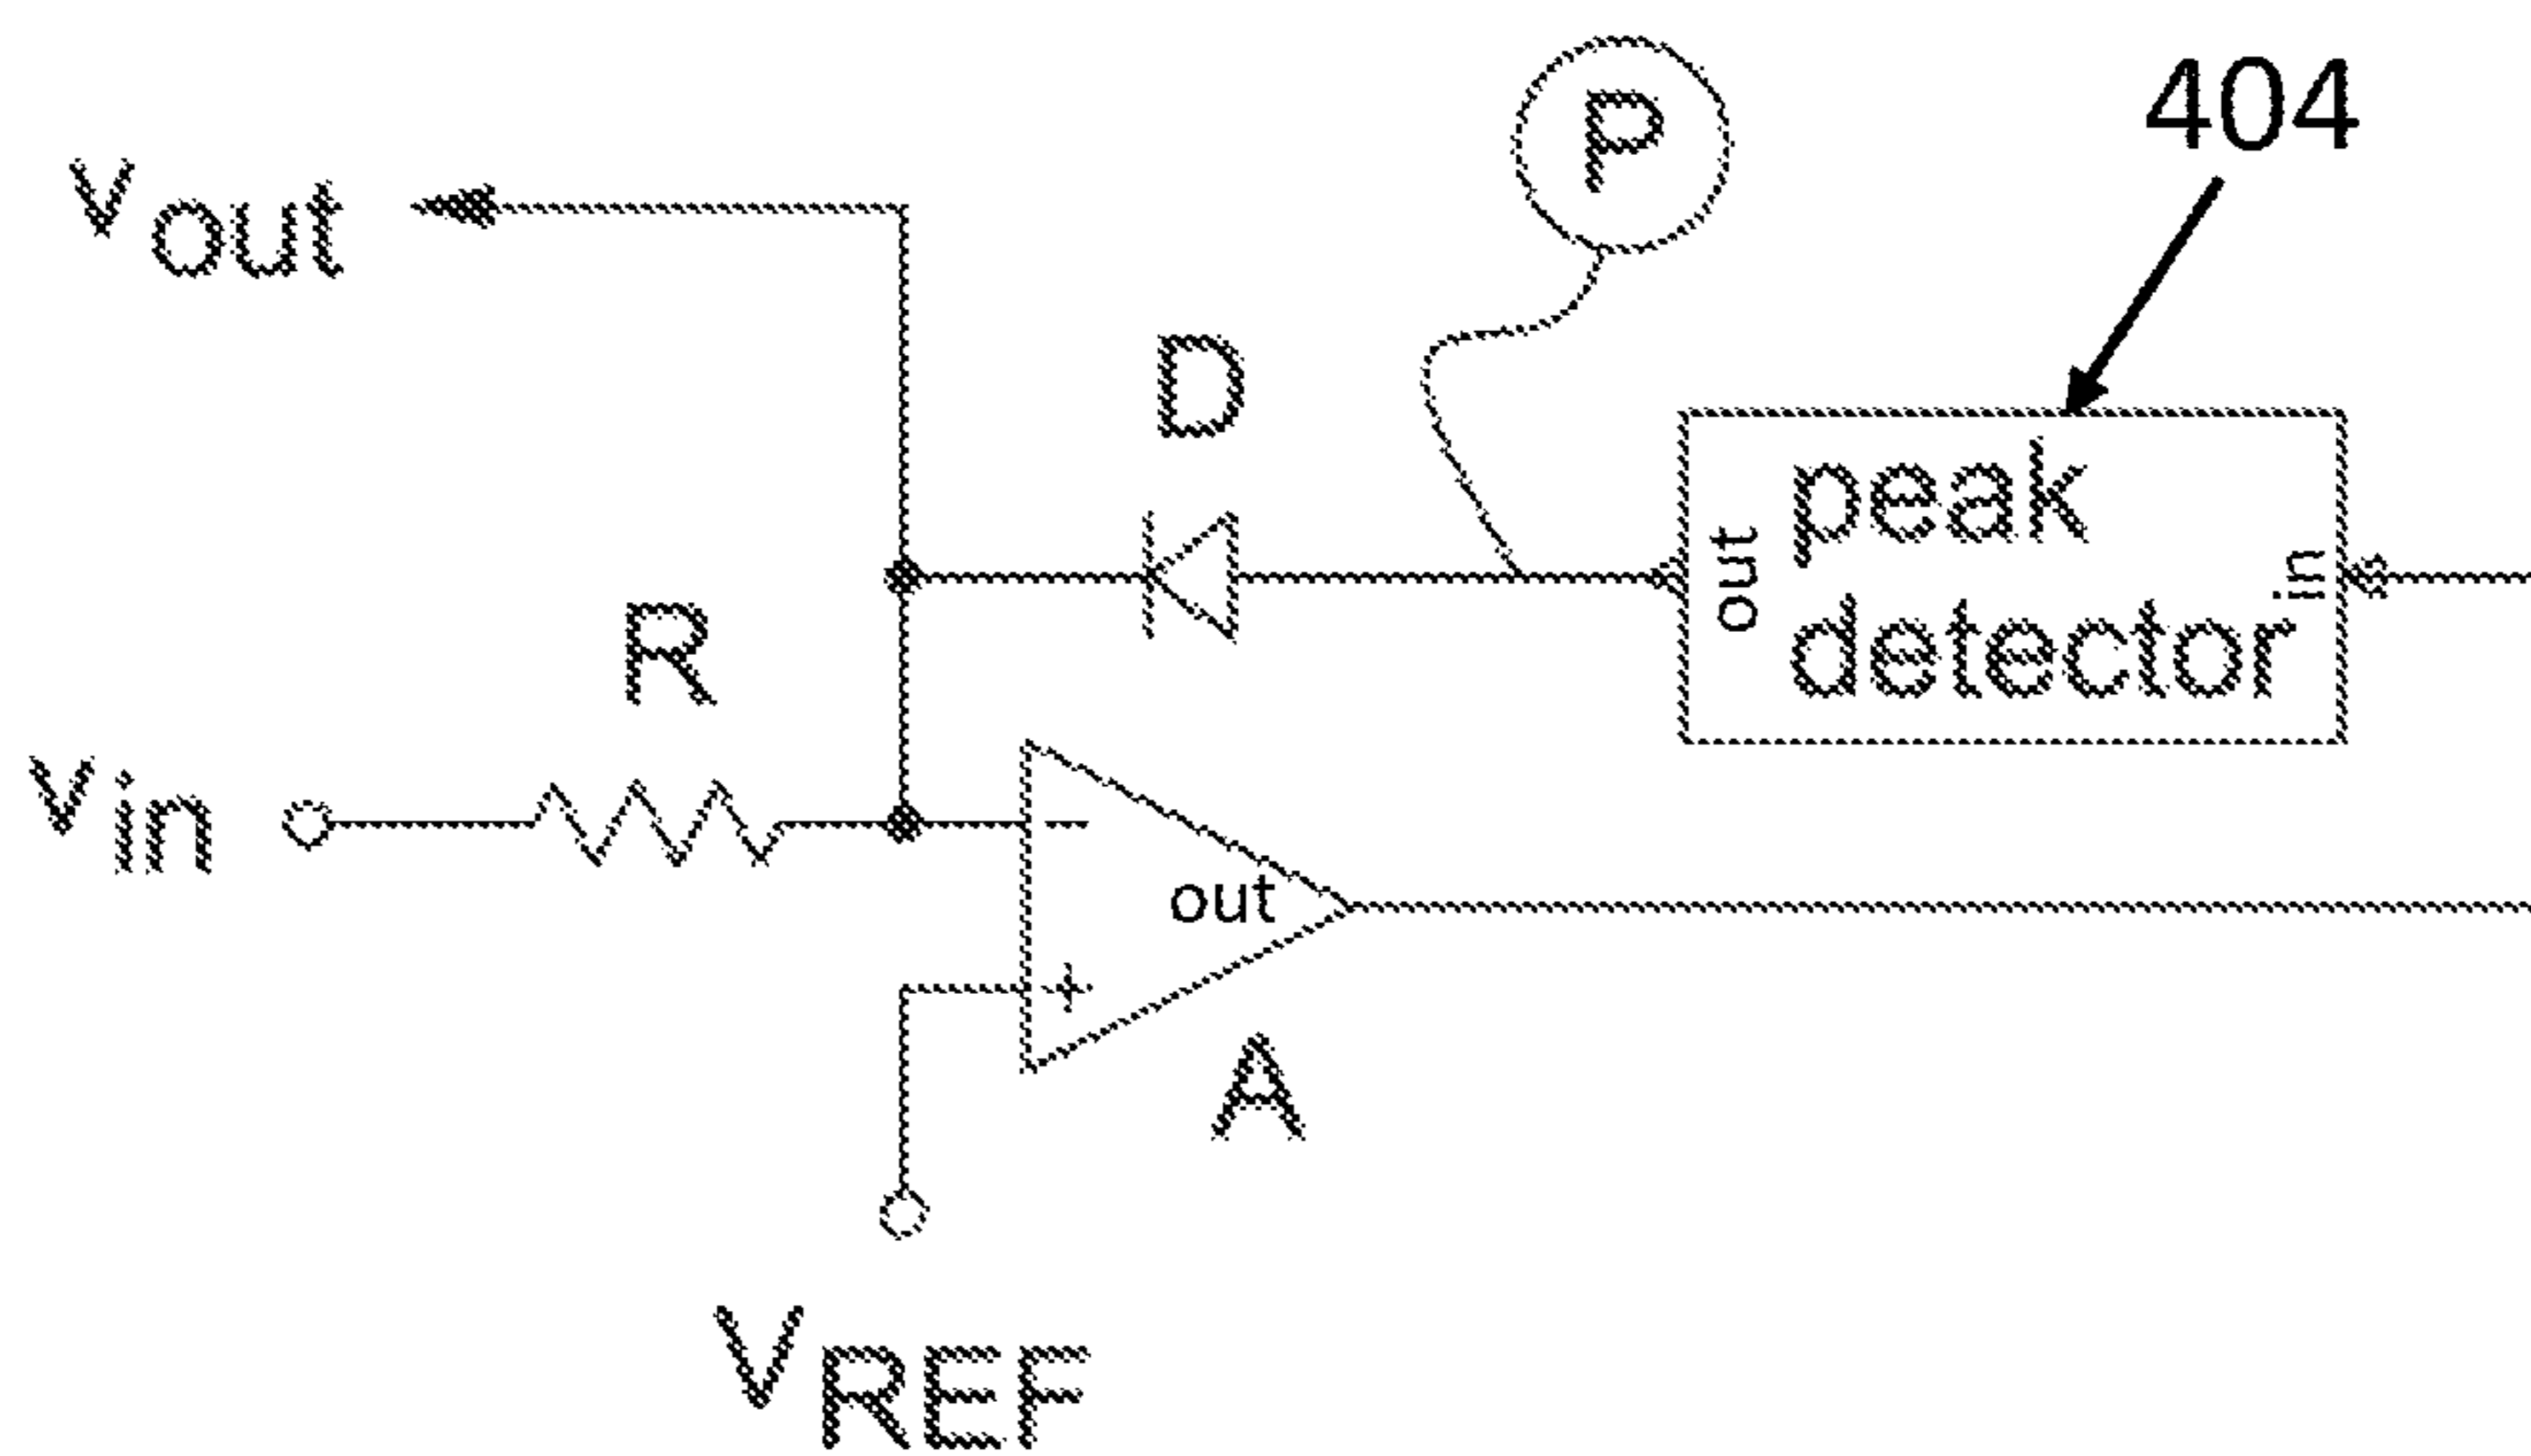 P
404
vout
D
out
peak
detector
in
R
vin
−
out
+
A
VREF